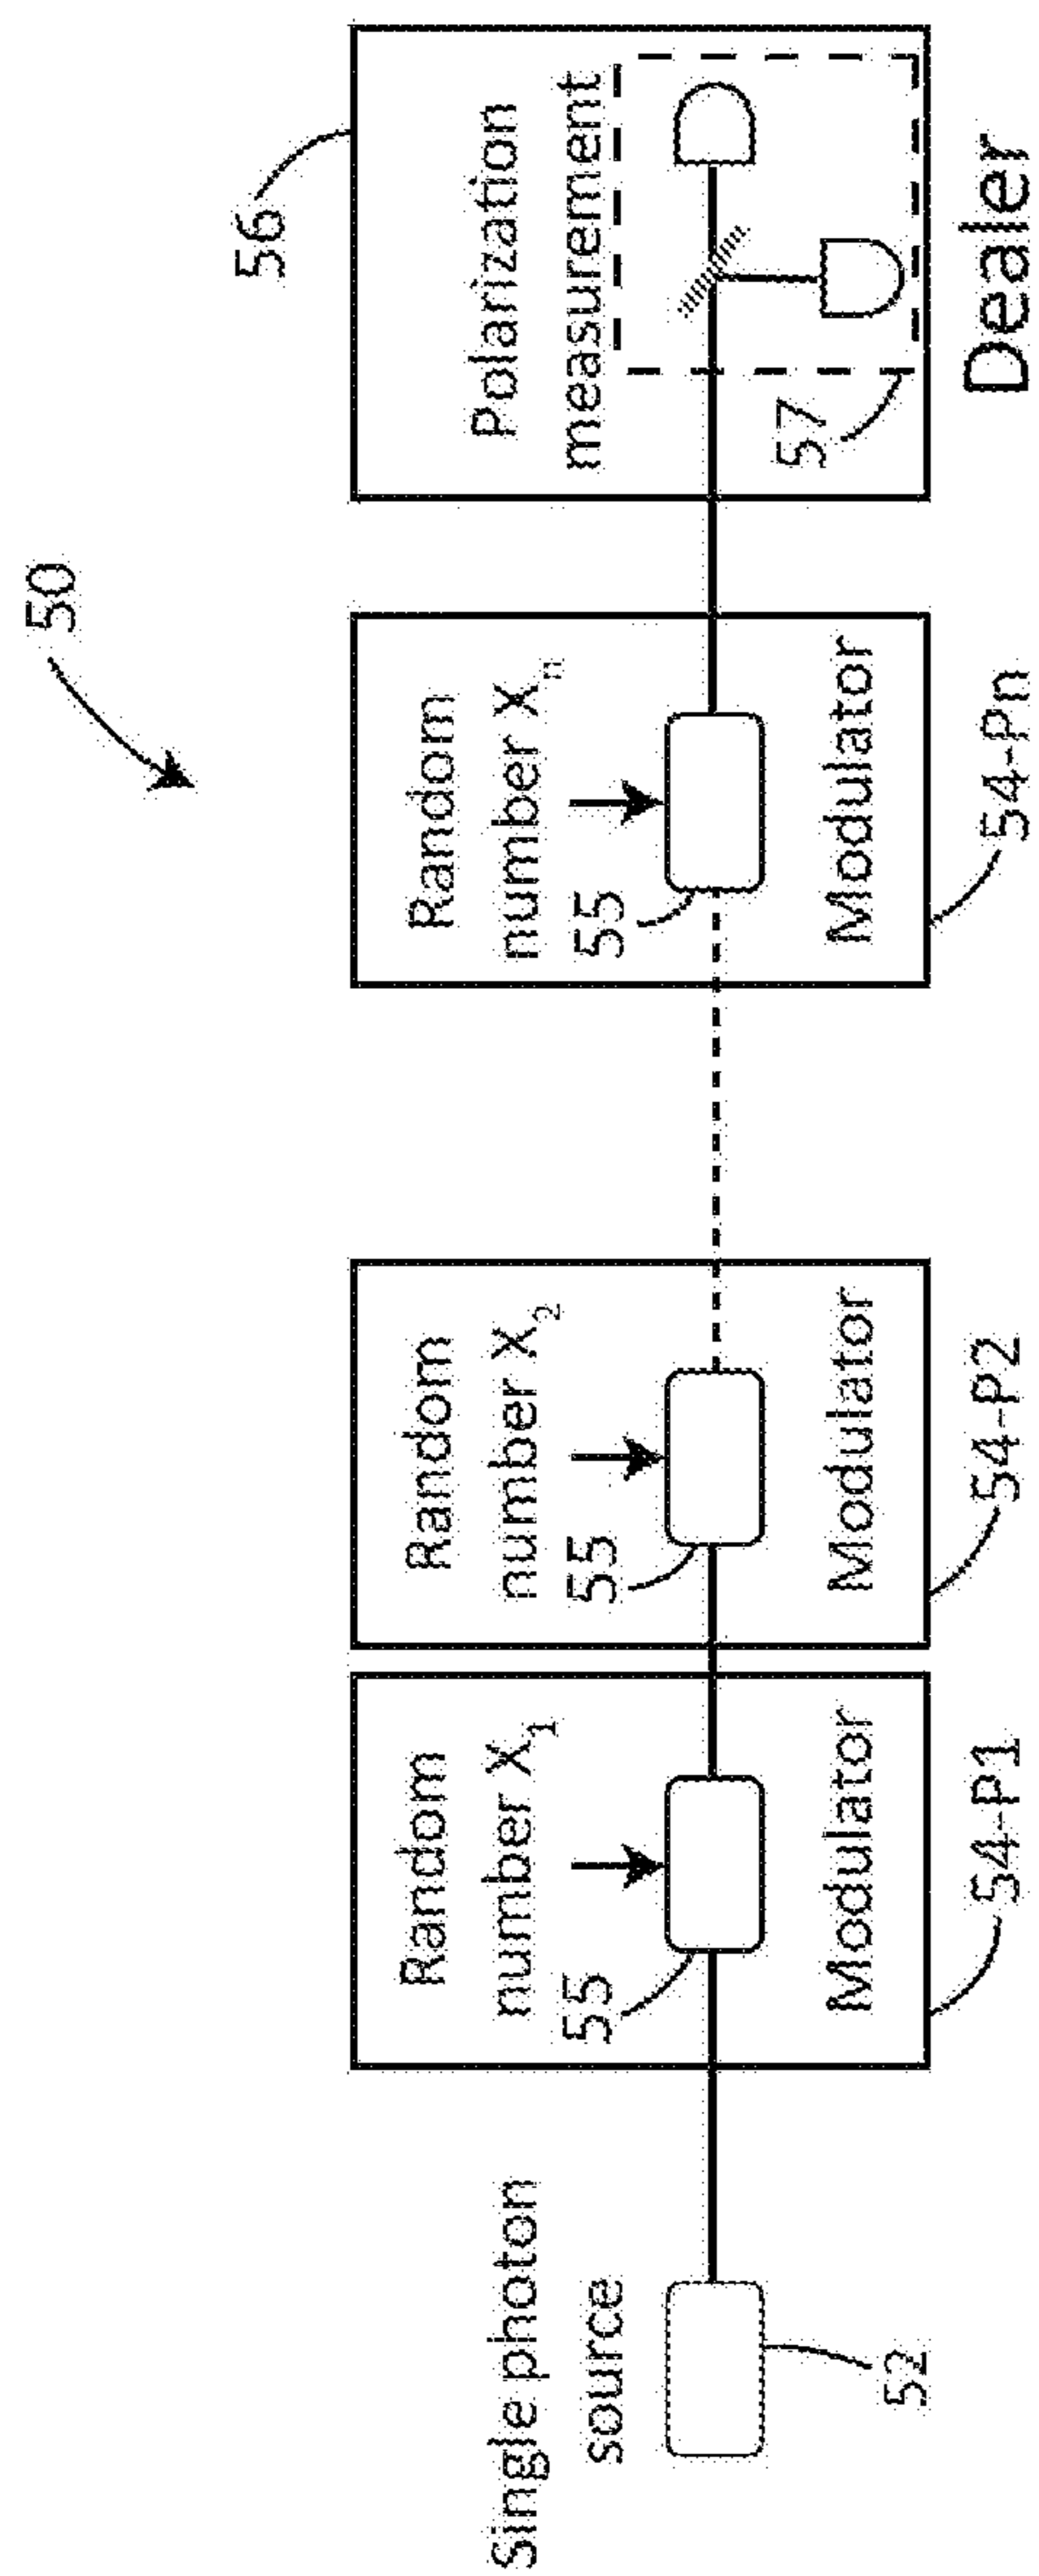 50
Single photon
source
52
Random
number X1
55
Modulator
54-P1
Random
number X2
55
Modulator
54-P2
Random
number Xn
55
Modulator
54-Pn
56
Polarization
measurement
57
Dealer